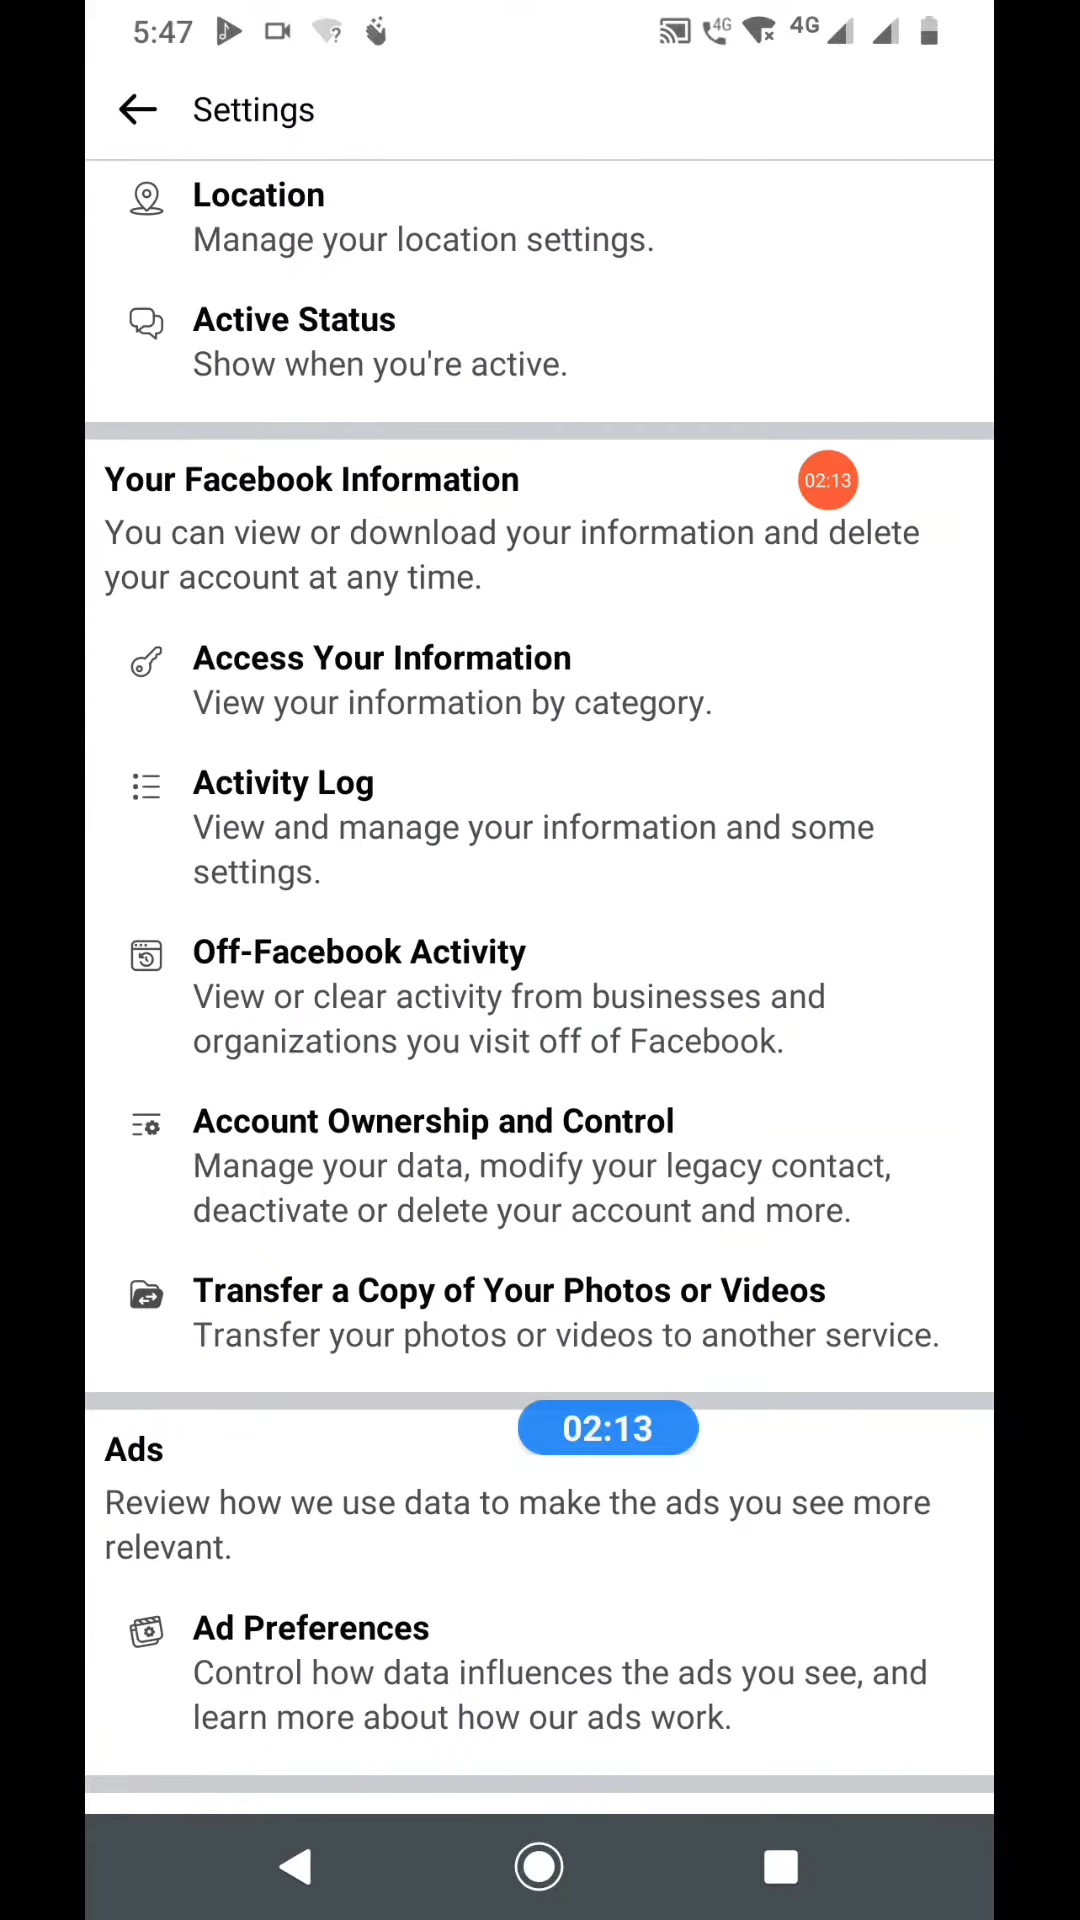 5:47
4G
4G
Settings
Location
Manage your location settings.
Active Status
Show when you're active.
Your Facebook Information
02:13
You can view or download your information and delete
your account at any time.
Access Your Information
View your information by category.
Activity Log
View and manage your information and some
settings.
Off-Facebook Activity
View or clear activity from businesses and
organizations you visit off of Facebook.
Account Ownership and Control
Manage your data, modify your legacy contact,
deactivate or delete your account and more.
Transfer a Copy of Your Photos or Videos
Transfer your photos or videos to another service.
02:13
Ads
Review how we use data to make the ads you see more
relevant.
Ad Preferences
Control how data influences the ads you see, and
learn more about how our ads work.